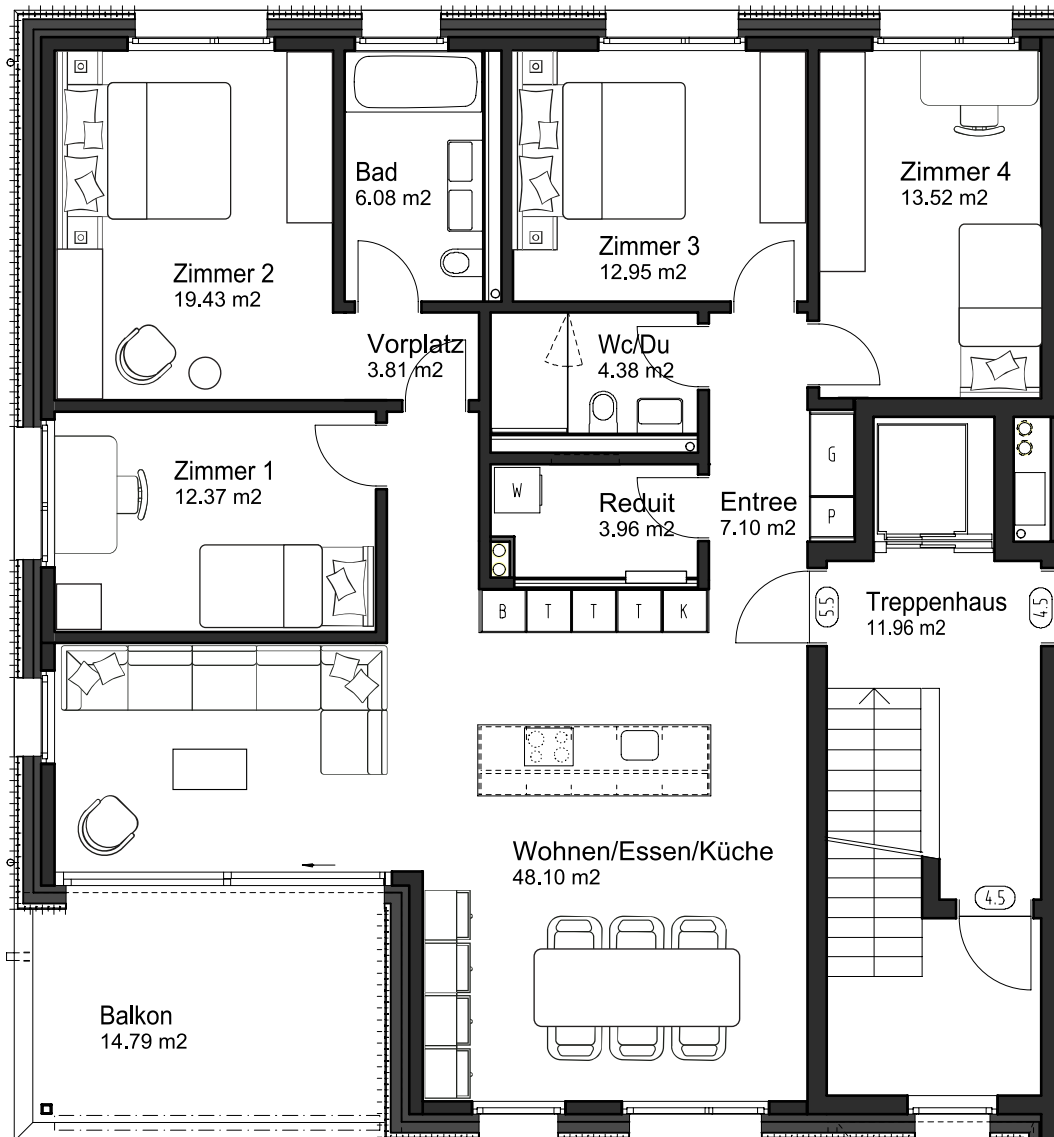 Bad
6.08 m2
Zimmer 4
13.52 m2
Zimmer 2
19.43 m2
Zimmer 3
12.95 m2
Vorplatz
3.81 m2
Wc/Du
4.38 m2
Zimmer 1
12.37 m2
W
Reduit
3.96 m2
Entree
7.10 m2
G
P
B T T T K
5.5
Treppenhaus
11.96 m2
4.5
Wohnen/Essen/Küche
48.10 m2
4.5
Balkon
14.79 m2